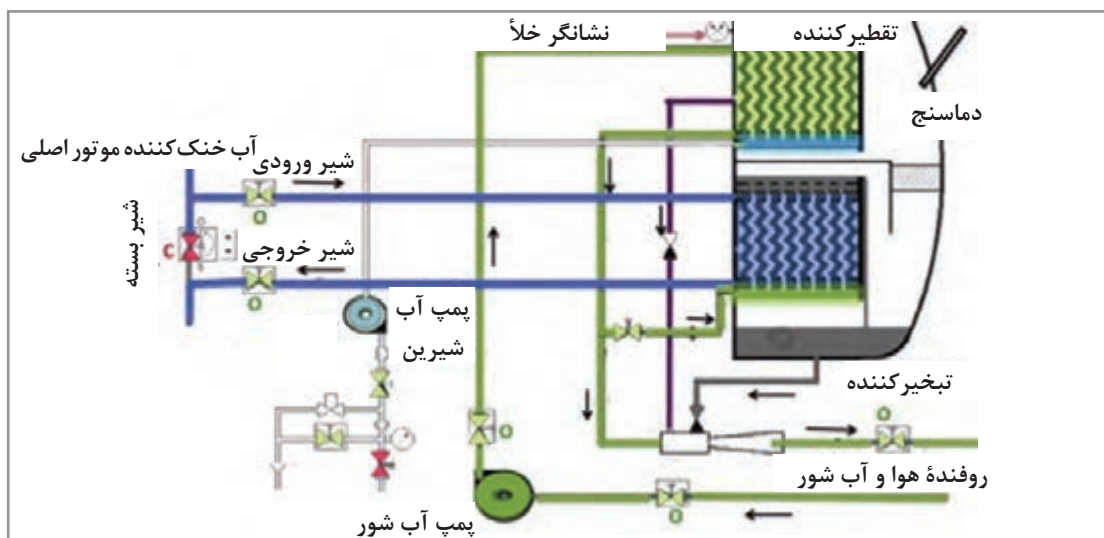 نشانگر خلأ
تقطیرکننده
دماسنج
آب خنک‌کننده موتور اصلی
شیر ورودی
O
شیر بسته
C
شیر خروجی
O
پمپ آب
شیرین
تبخیرکننده
O
O
روفندهٔ هوا و آب شور
پمپ آب شور
O